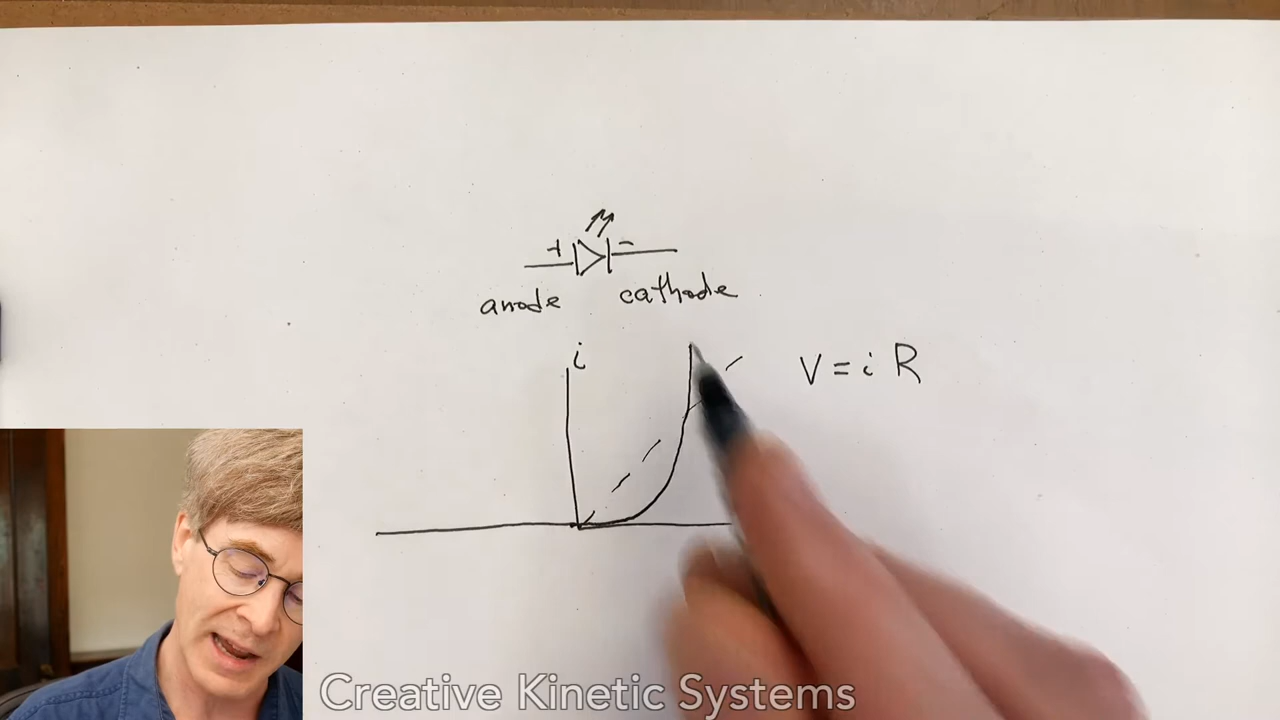 + -
anode cathode
i
V = i R
Creative Kinetic Systems